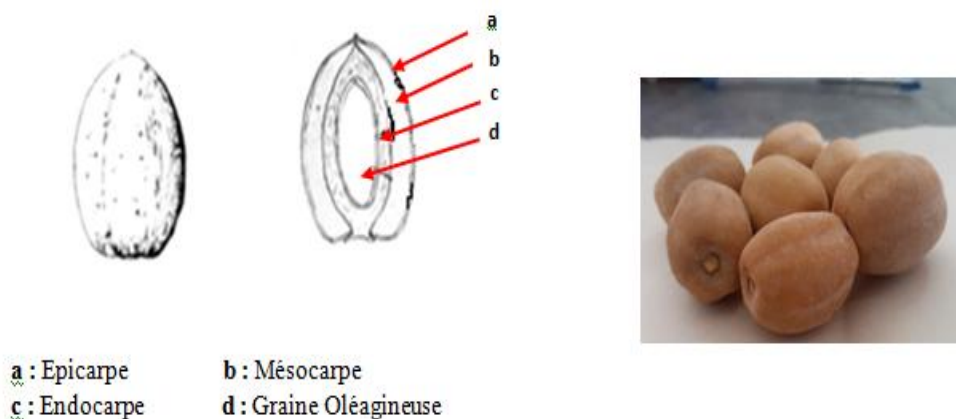 a
b
c
d
a : Epicarpe b : Mésocarpe
c : Endocarpe d : Graine Oléagineuse